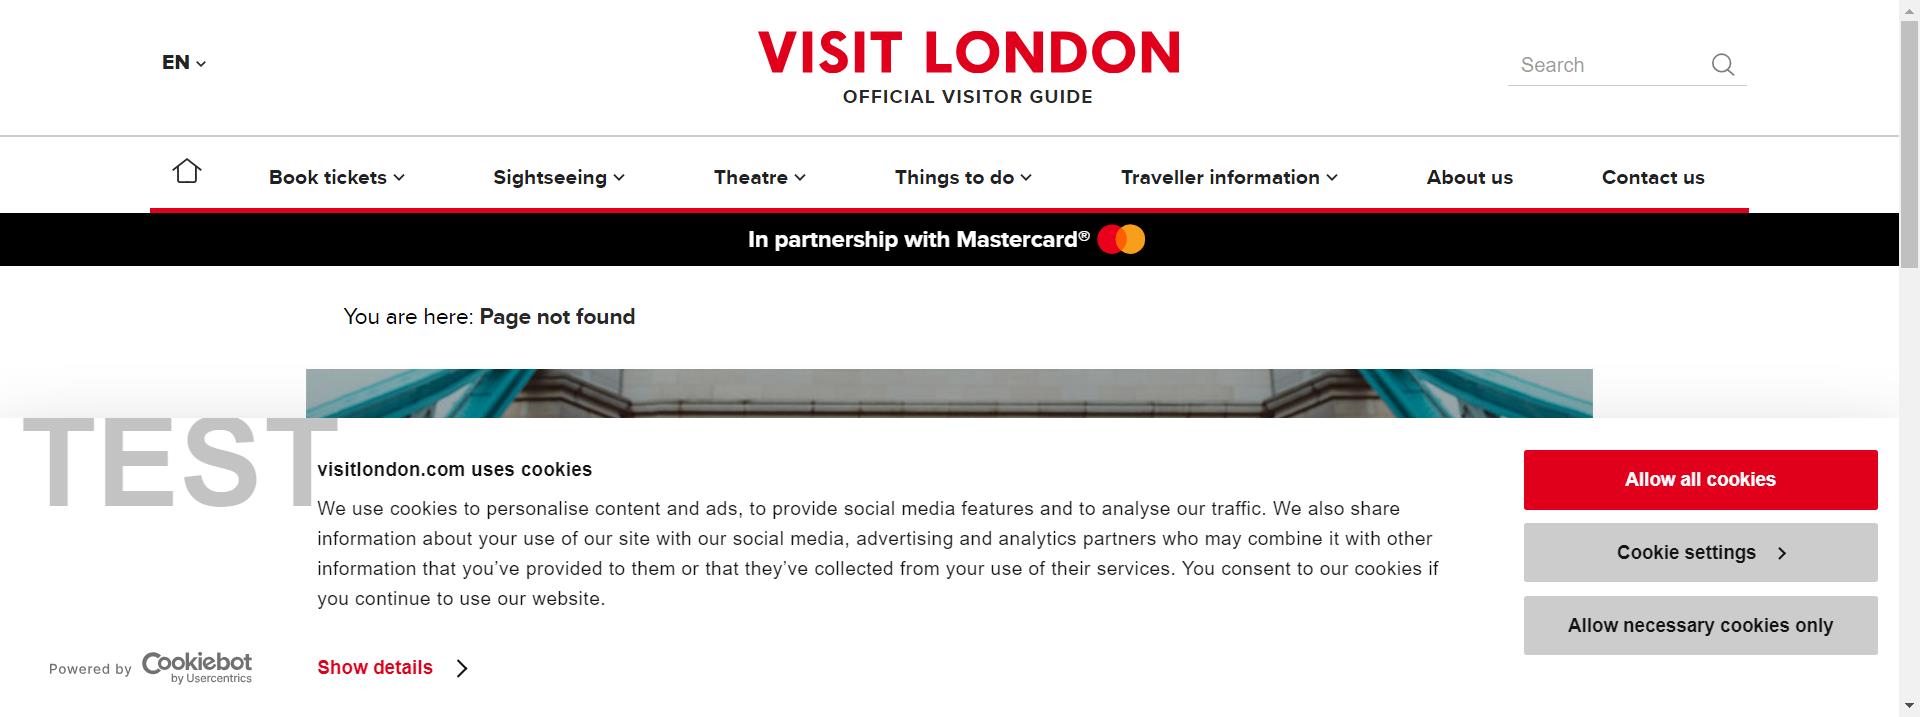 EN
VISIT LONDON
OFFICIAL VISITOR GUIDE
Search
Book tickets
Sightseeing
Theatre
Things to do
Traveller information
About us
Contact us
In partnership with Mastercard®
You are here: Page not found
TEST
visitlondon.com uses cookies
We use cookies to personalise content and ads, to provide social media features and to analyse our traffic. We also share
information about your use of our site with our social media, advertising and analytics partners who may combine it with other
information that you’ve provided to them or that they’ve collected from your use of their services. You consent to our cookies if
you continue to use our website.
Show details
Powered by Cookiebot
by Usercentrics
Allow all cookies
Cookie settings
Allow necessary cookies only